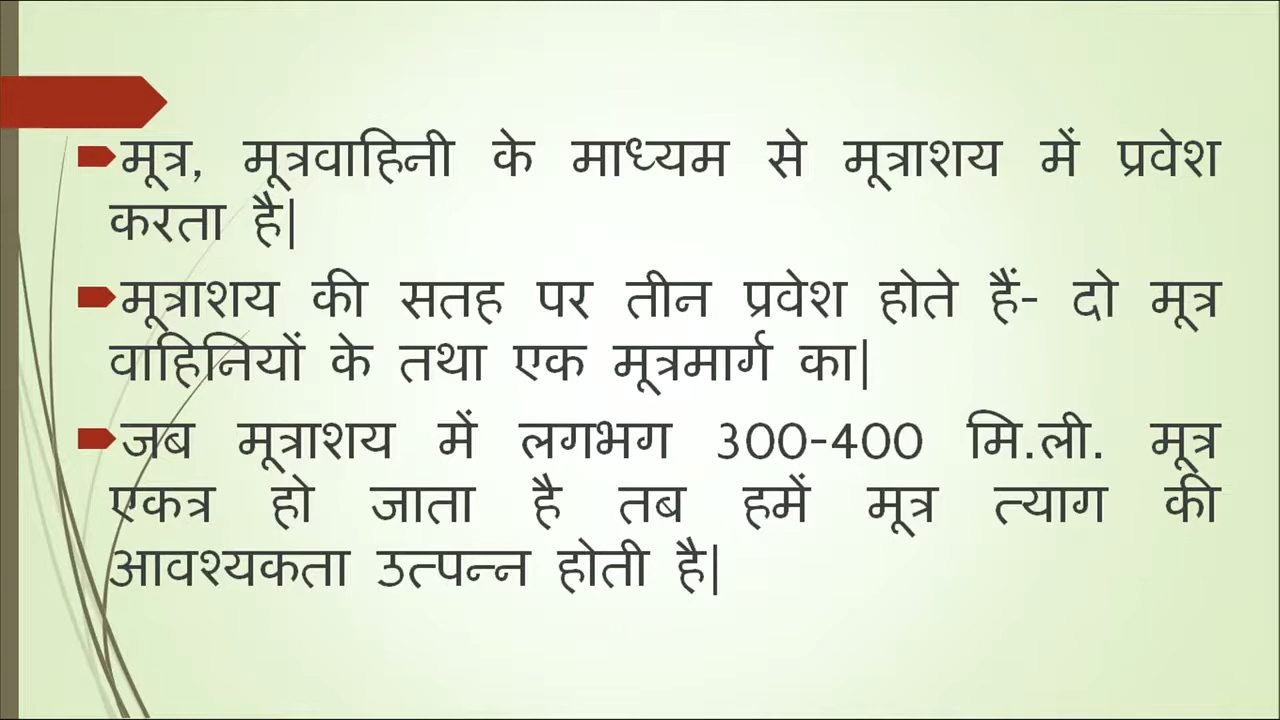 मूत्र, मूत्रवाहिनी के माध्यम से मूत्राशय में प्रवेश
करता है|
मूत्राशय की सतह पर तीन प्रवेश होते हैं- दो मूत्र
वाहिनियों के तथा एक मूत्रमार्ग का|
जब मूत्राशय में लगभग 300-400 मि.ली. मूत्र
एकत्र हो जाता है तब हमें मूत्र त्याग की
आवश्यकता उत्पन्न होती है|